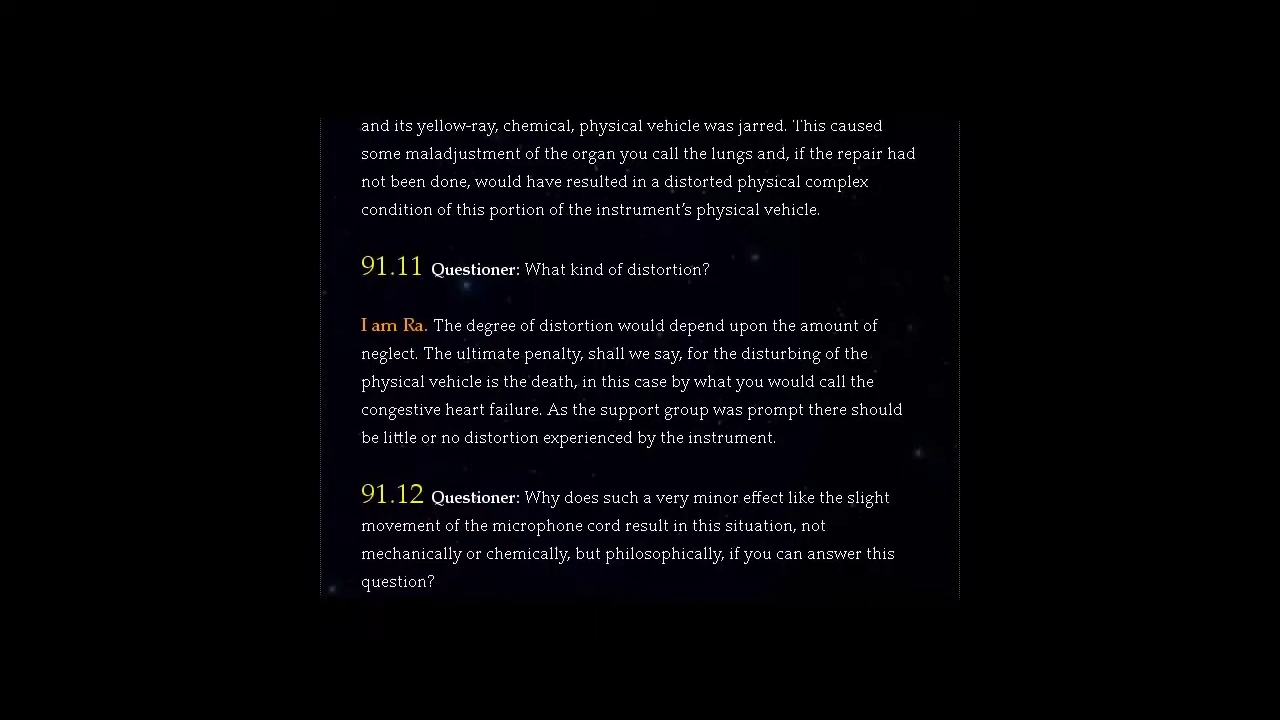 and its yellow-ray, chemical, physical vehicle was jarred. This caused
some maladjustment of the organ you call the lungs and, if the repair had
not been done, would have resulted in a distorted physical complex
condition of this portion of the instrument’s physical vehicle.
91.11 Questioner: What kind of distortion?
I am Ra. The degree of distortion would depend upon the amount of
neglect. The ultimate penalty, shall we say, for the disturbing of the
physical vehicle is the death, in this case by what you would call the
congestive heart failure. As the support group was prompt there should
be little or no distortion experienced by the instrument.
91.12 Questioner: Why does such a very minor effect like the slight
movement of the microphone cord result in this situation, not
mechanically or chemically, but philosophically, if you can answer this
question?